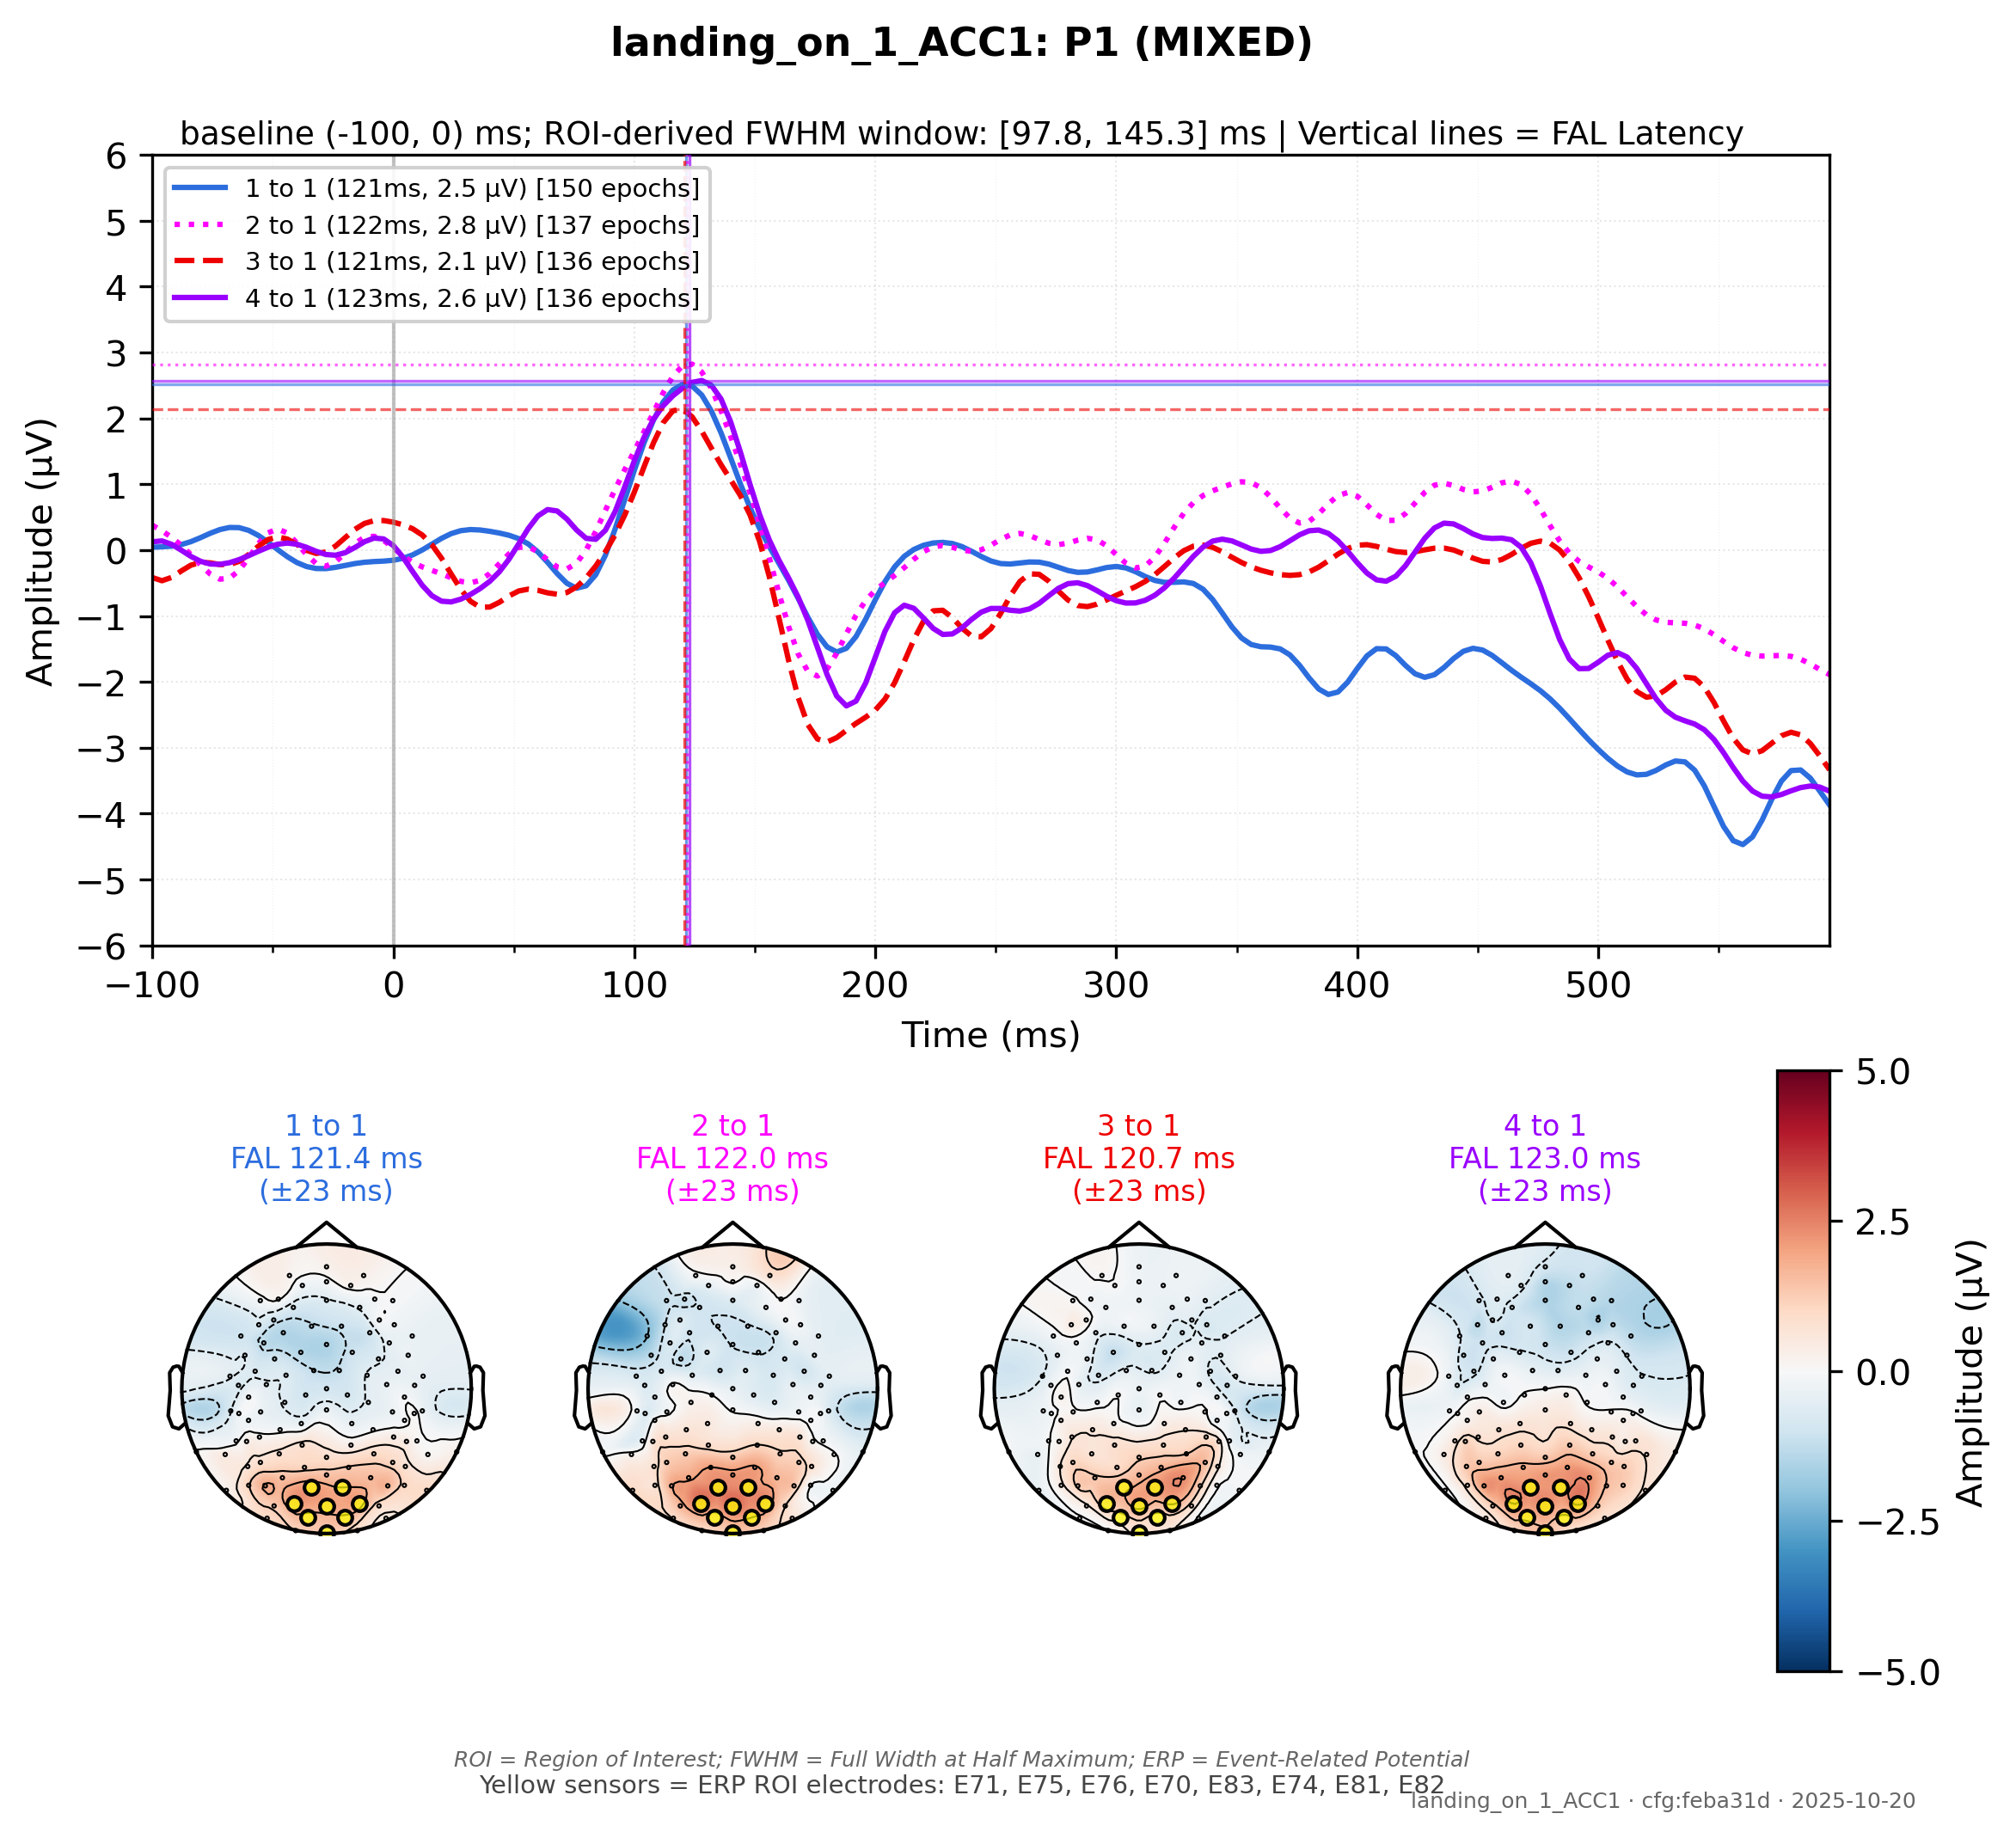 landing_on_1_ACC1: P1 (MIXED)
baseline (-100, 0) ms; ROI-derived FWHM window: [97.8, 145.3] ms | Vertical lines = FAL Latency
1 to 1 (121ms, 2.5 µV) [150 epochs]
2 to 1 (122ms, 2.8 µV) [137 epochs]
3 to 1 (121ms, 2.1 µV) [136 epochs]
4 to 1 (123ms, 2.6 µV) [136 epochs]
6
5
4
3
2
1
0
−1
−2
−3
−4
−5
−6
Amplitude (µV)
−100 0 100 200 300 400 500
Time (ms)
1 to 1
FAL 121.4 ms
(±23 ms)
2 to 1
FAL 122.0 ms
(±23 ms)
3 to 1
FAL 120.7 ms
(±23 ms)
4 to 1
FAL 123.0 ms
(±23 ms)
5.0
2.5
0.0
−2.5
−5.0
Amplitude (µV)
ROI = Region of Interest; FWHM = Full Width at Half Maximum; ERP = Event-Related Potential
Yellow sensors = ERP ROI electrodes: E71, E75, E76, E70, E83, E74, E81, E82
landing_on_1_ACC1 · cfg:feba31d · 2025-10-20